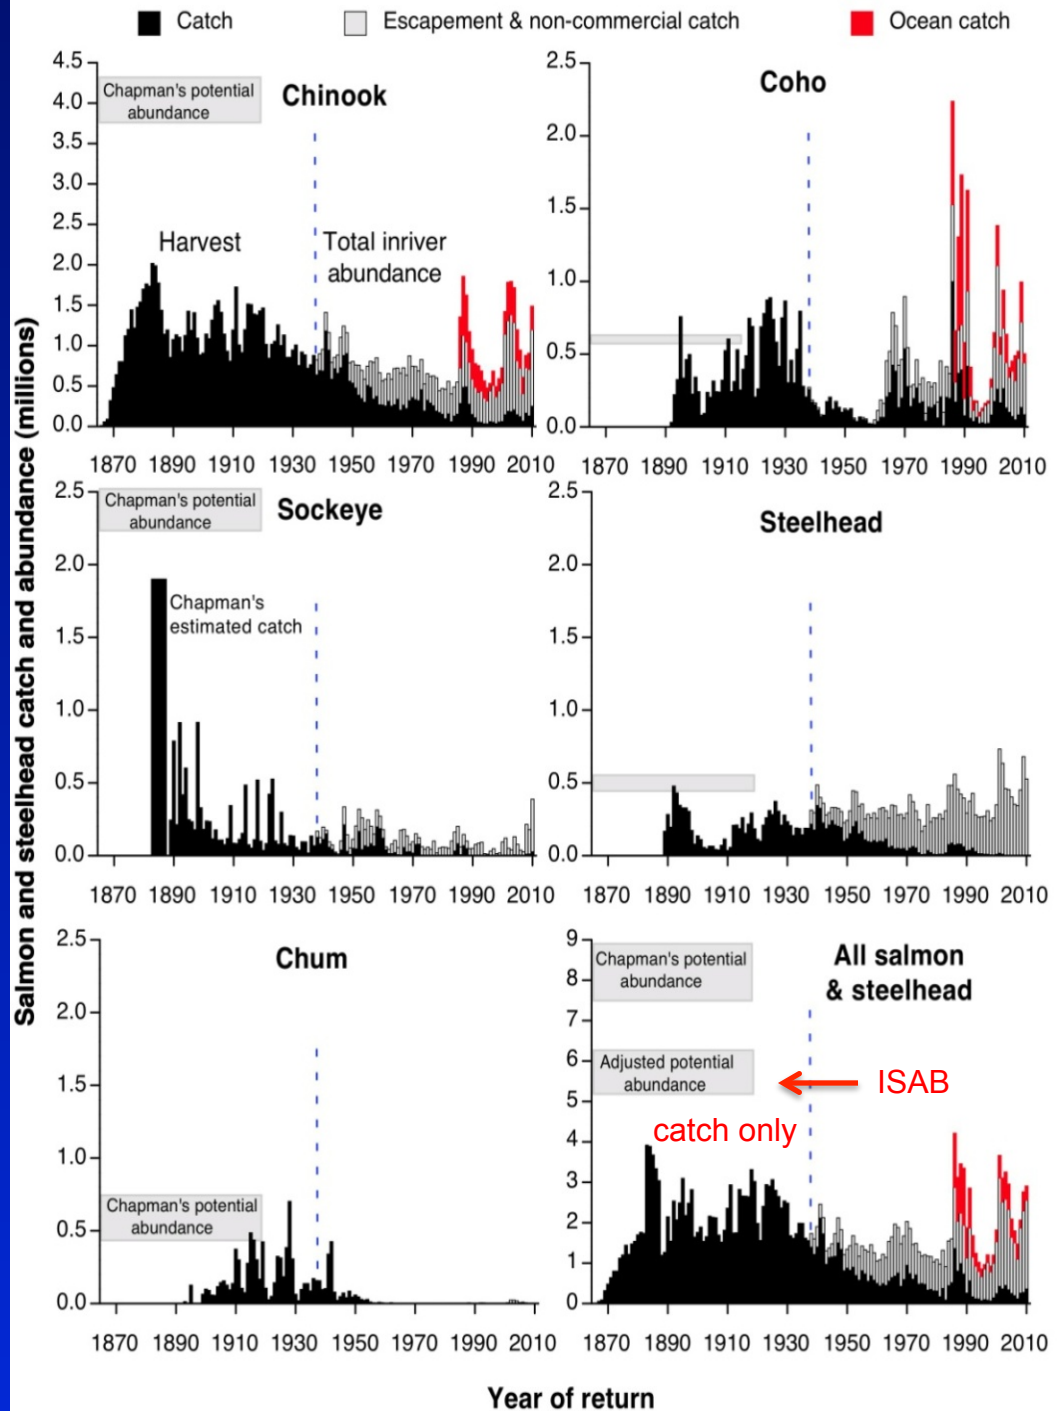 Catch
Escapement & non-commercial catch
Ocean catch
Salmon and steelhead catch and abundance (millions)
4.5
4.0
3.5
3.0
2.5
2.0
1.5
1.0
0.5
0.0
Chapman's potential
abundance
Chinook
Harvest
Total inriver
abundance
1870 1890 1910 1930 1950 1970 1990 2010
2.5
2.0
1.5
1.0
0.5
0.0
Coho
1870 1890 1910 1930 1950 1970 1990 2010
2.5
2.0
1.5
1.0
0.5
0.0
Chapman's potential
abundance
Sockeye
Chapman's
estimated catch
1870 1890 1910 1930 1950 1970 1990 2010
2.5
2.0
1.5
1.0
0.5
0.0
Steelhead
1870 1890 1910 1930 1950 1970 1990 2010
2.5
2.0
1.5
1.0
0.5
0.0
Chum
Chapman's potential
abundance
1870 1890 1910 1930 1950 1970 1990 2010
9
8
7
6
5
4
3
2
1
0
Chapman's potential
abundance
All salmon
& steelhead
Adjusted potential
abundance
ISAB
catch only
1870 1890 1910 1930 1950 1970 1990 2010
Year of return